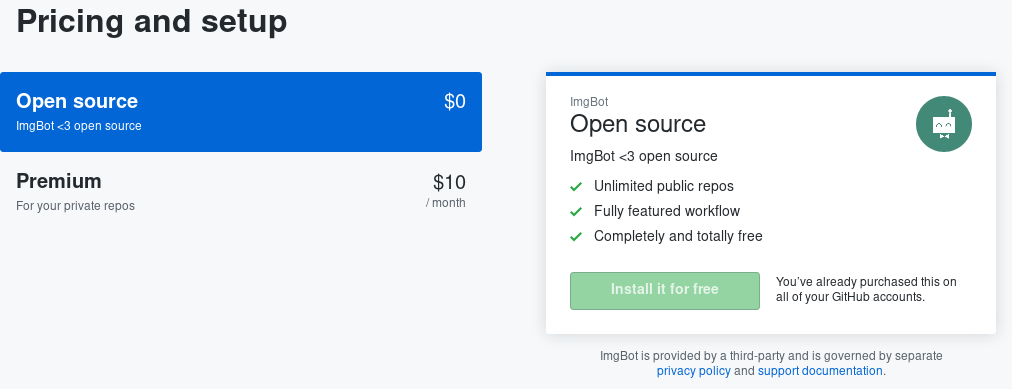 Pricing and setup
Open source
$0
ImgBot <3 open source
Premium
$10
For your private repos
/ month
ImgBot
Open source
ImgBot <3 open source
Unlimited public repos
Fully featured workflow
Completely and totally free
Install it for free
You've already purchased this on
all of your GitHub accounts.
ImgBot is provided by a third-party and is governed by separate
privacy policy and support documentation.